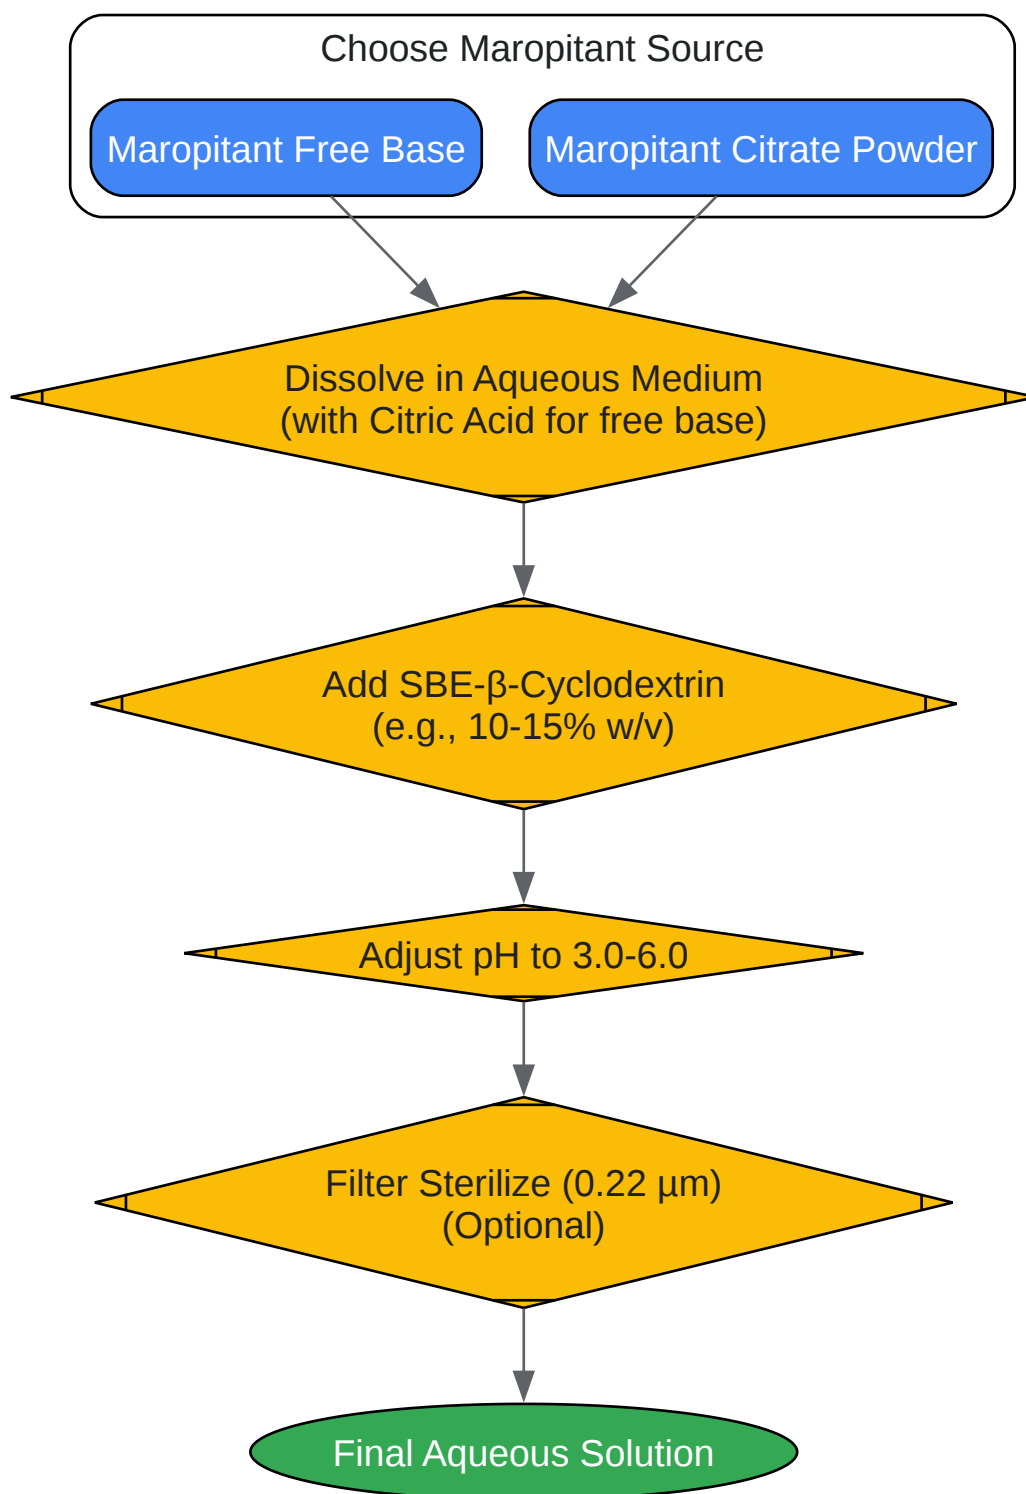 Choose Maropitant Source
Maropitant Free Base
Maropitant Citrate Powder
Dissolve in Aqueous Medium
(with Citric Acid for free base)
Add SBE-β-Cyclodextrin
(e.g., 10-15% w/v)
Adjust pH to 3.0-6.0
Filter Sterilize (0.22 µm)
(Optional)
Final Aqueous Solution